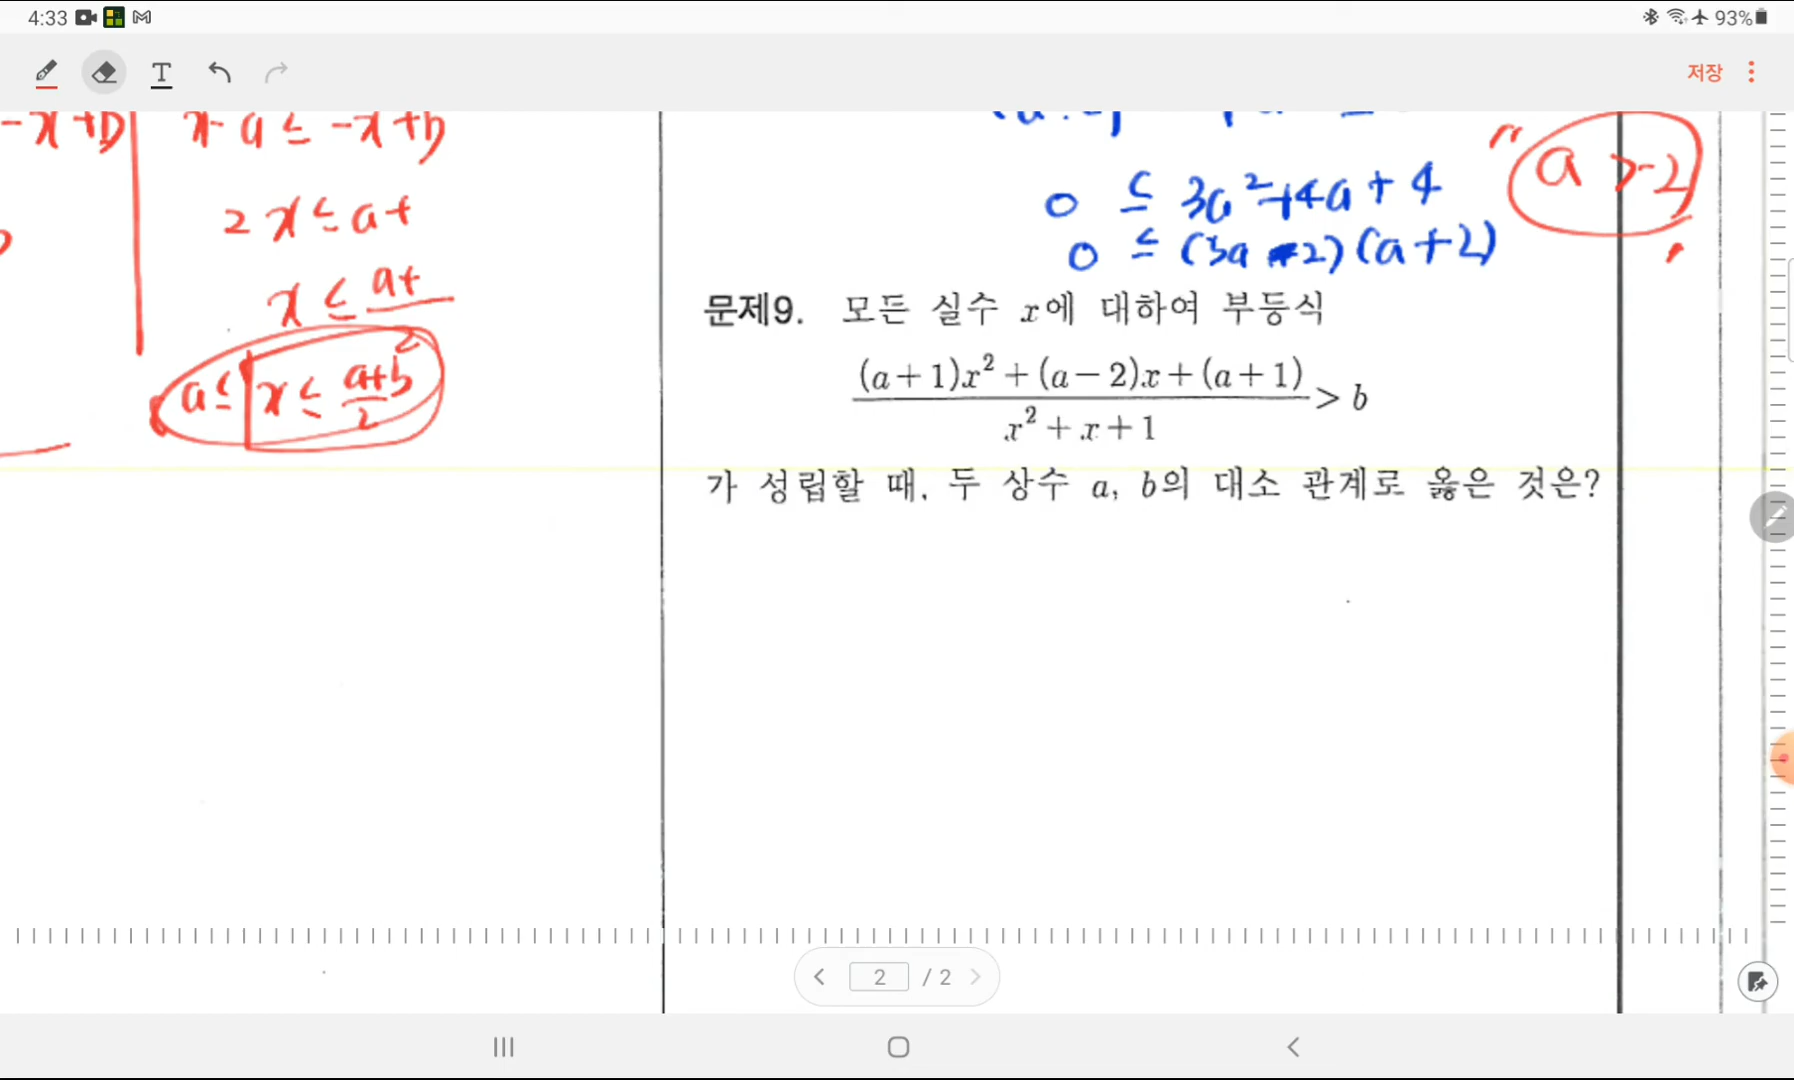 4:33
93%
저장
-x+b
x-a≤-x+b
2x≤a+
x≤a+/2
a≤x≤a+b/2
a>-2
0≤3a²+4a+4
0≤(3a-2)(a+2)
문제9. 모든 실수 x에 대하여 부등식
(a+1)x²+(a-2)x+(a+1)
x²+x+1
> b
가 성립할 때, 두 상수 a, b의 대소 관계로 옳은 것은?
2 / 2